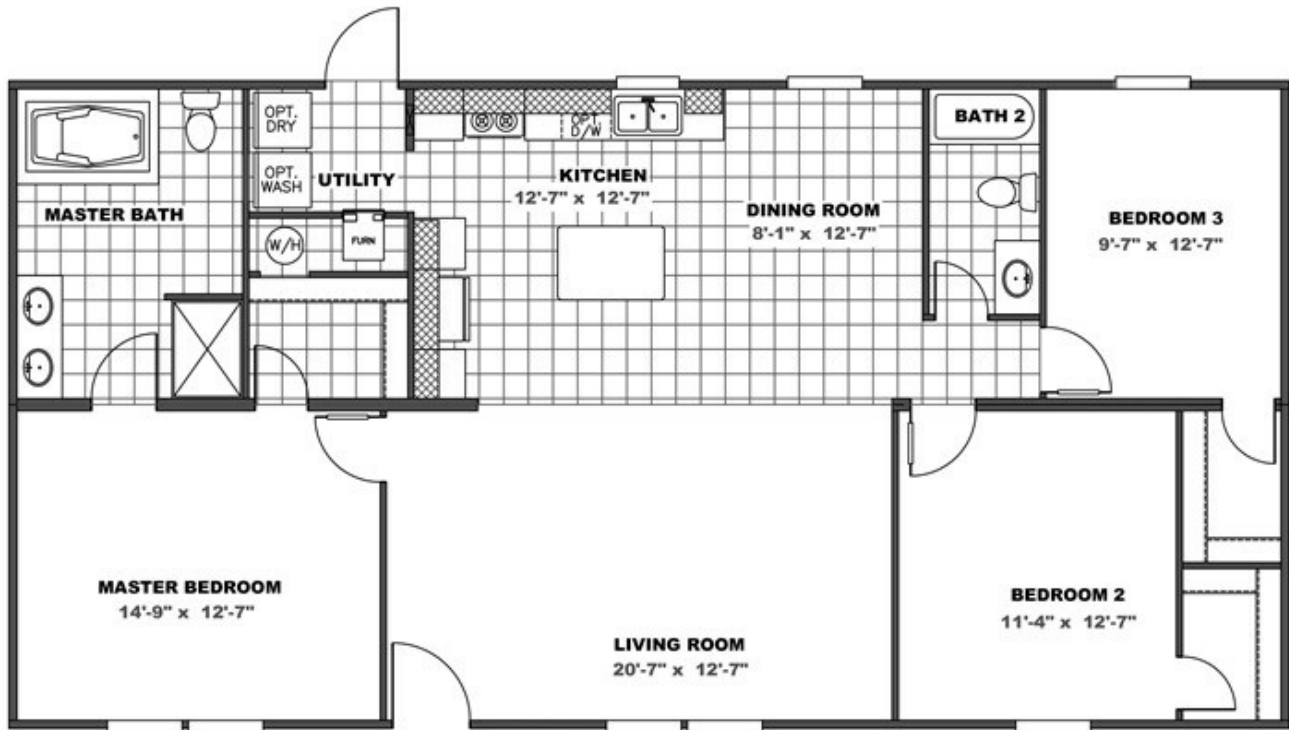 OPT.
DRY
OPT.
WASH
UTILITY
MASTER BATH
W/H
FURN
OPT.
D/W
KITCHEN
12'-7" x 12'-7"
DINING ROOM
8'-1" x 12'-7"
BATH 2
BEDROOM 3
9'-7" x 12'-7"
MASTER BEDROOM
14'-9" x 12'-7"
LIVING ROOM
20'-7" x 12'-7"
BEDROOM 2
11'-4" x 12'-7"